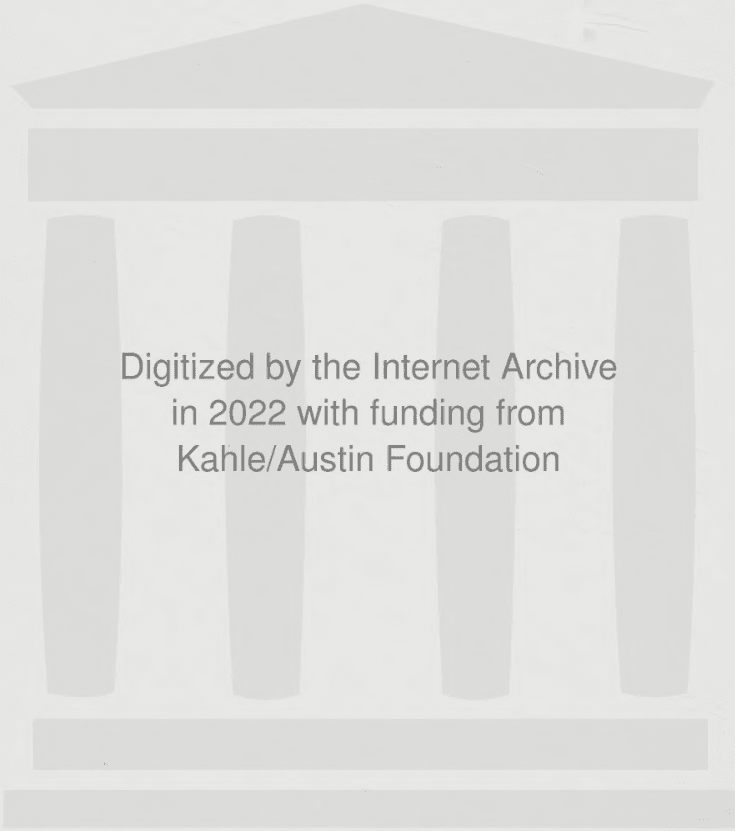 Digitized by the Internet Archive
in 2022 with funding from
Kahle/Austin Foundation